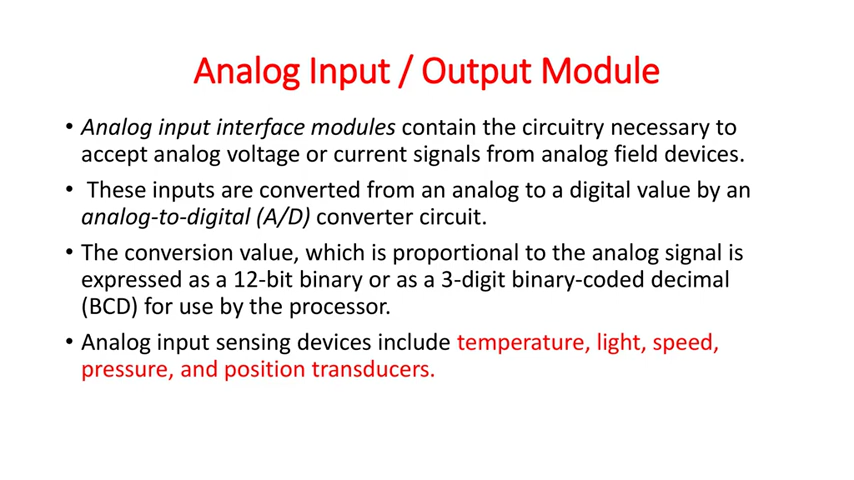 Analog Input / Output Module
• Analog input interface modules contain the circuitry necessary to
accept analog voltage or current signals from analog field devices.
• These inputs are converted from an analog to a digital value by an
analog-to-digital (A/D) converter circuit.
• The conversion value, which is proportional to the analog signal is
expressed as a 12-bit binary or as a 3-digit binary-coded decimal
(BCD) for use by the processor.
• Analog input sensing devices include temperature, light, speed,
pressure, and position transducers.